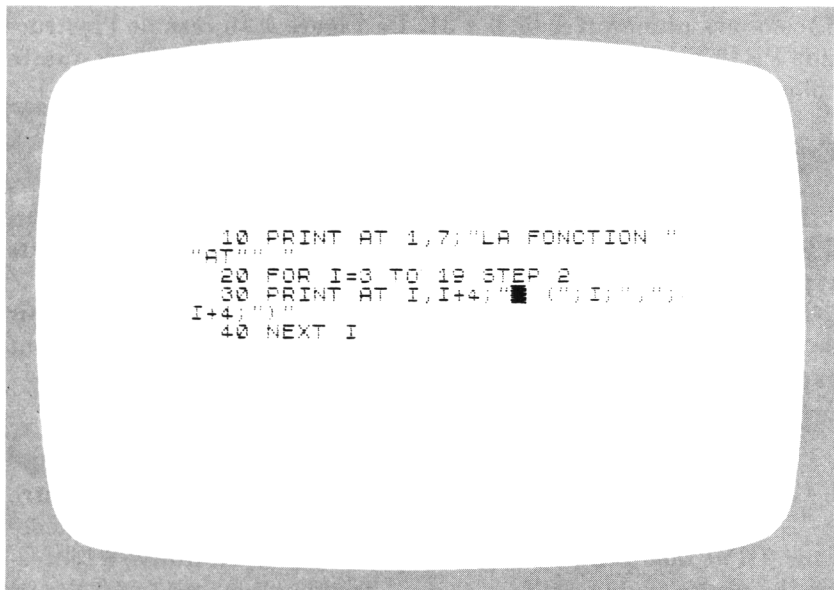 10 PRINT AT 1,7;"LA FONCTION "
"AT"" "
20 FOR I=3 TO 19 STEP 2
30 PRINT AT I,I+4;"█ (";I;",";
I+4;")"
40 NEXT I